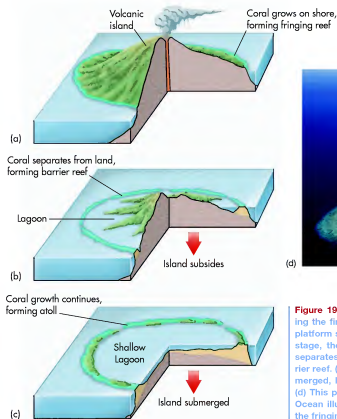 Volcanic
island
Coral grows on shore,
forming fringing reef
(a)
Coral separates from land,
forming barrier reef
Lagoon
Island subsides
(b)
(d)
Coral growth continues,
forming atoll
Shallow
Lagoon
Island submerged
(c)
Figure 19
ing the fir
platform s
stage, the
separates
rier reef. (
merged, l
(d) This p
Ocean illu
the fringin